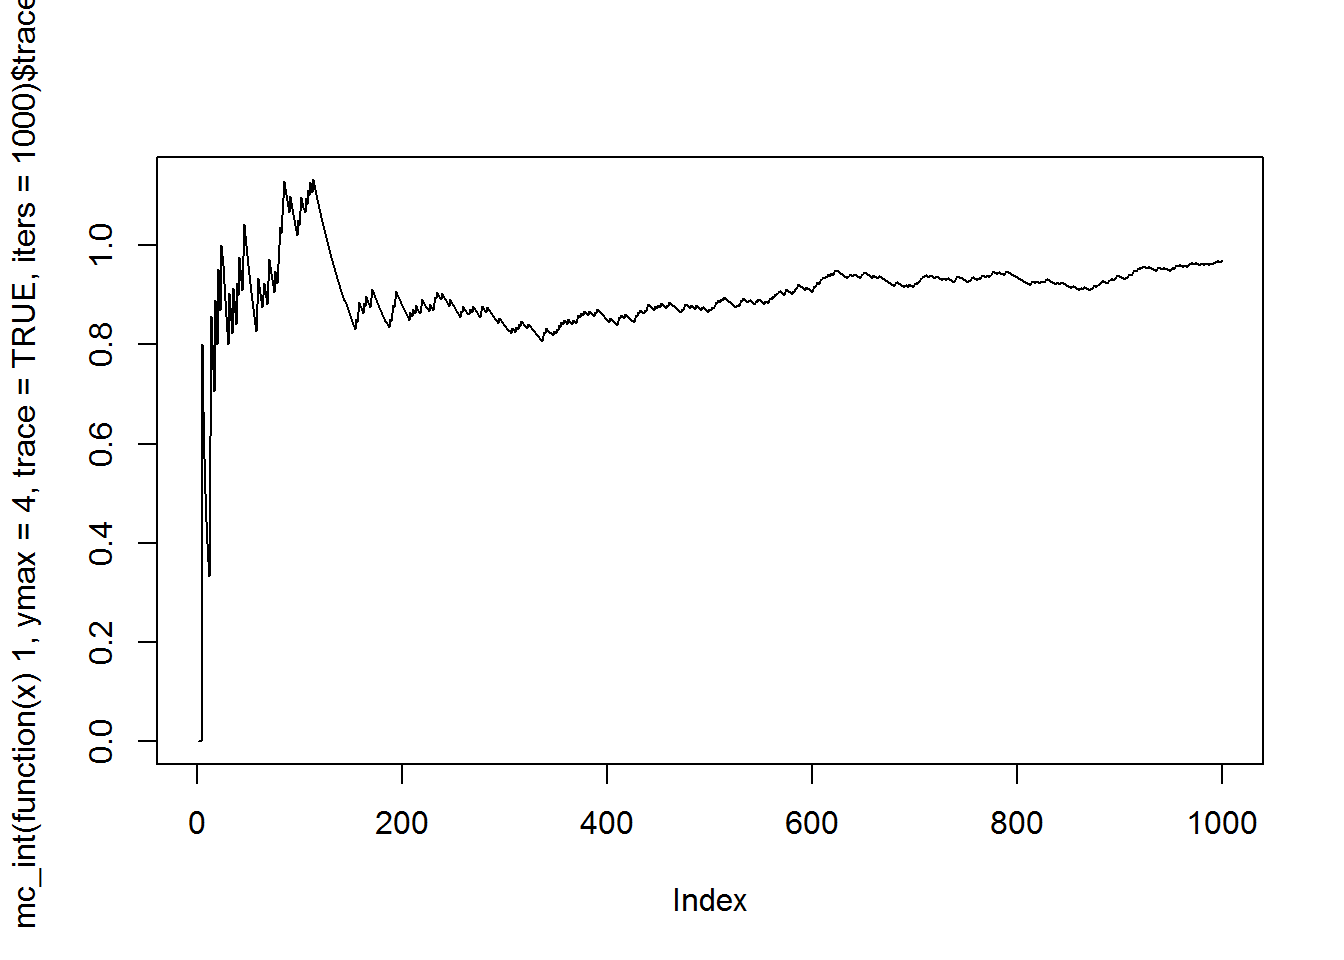 mc_int(function(x) 1, ymax = 4, trace = TRUE, iters = 1000)$trace
1.0
0.8
0.6
0.4
0.2
0.0
0 200 400 600 800 1000
Index